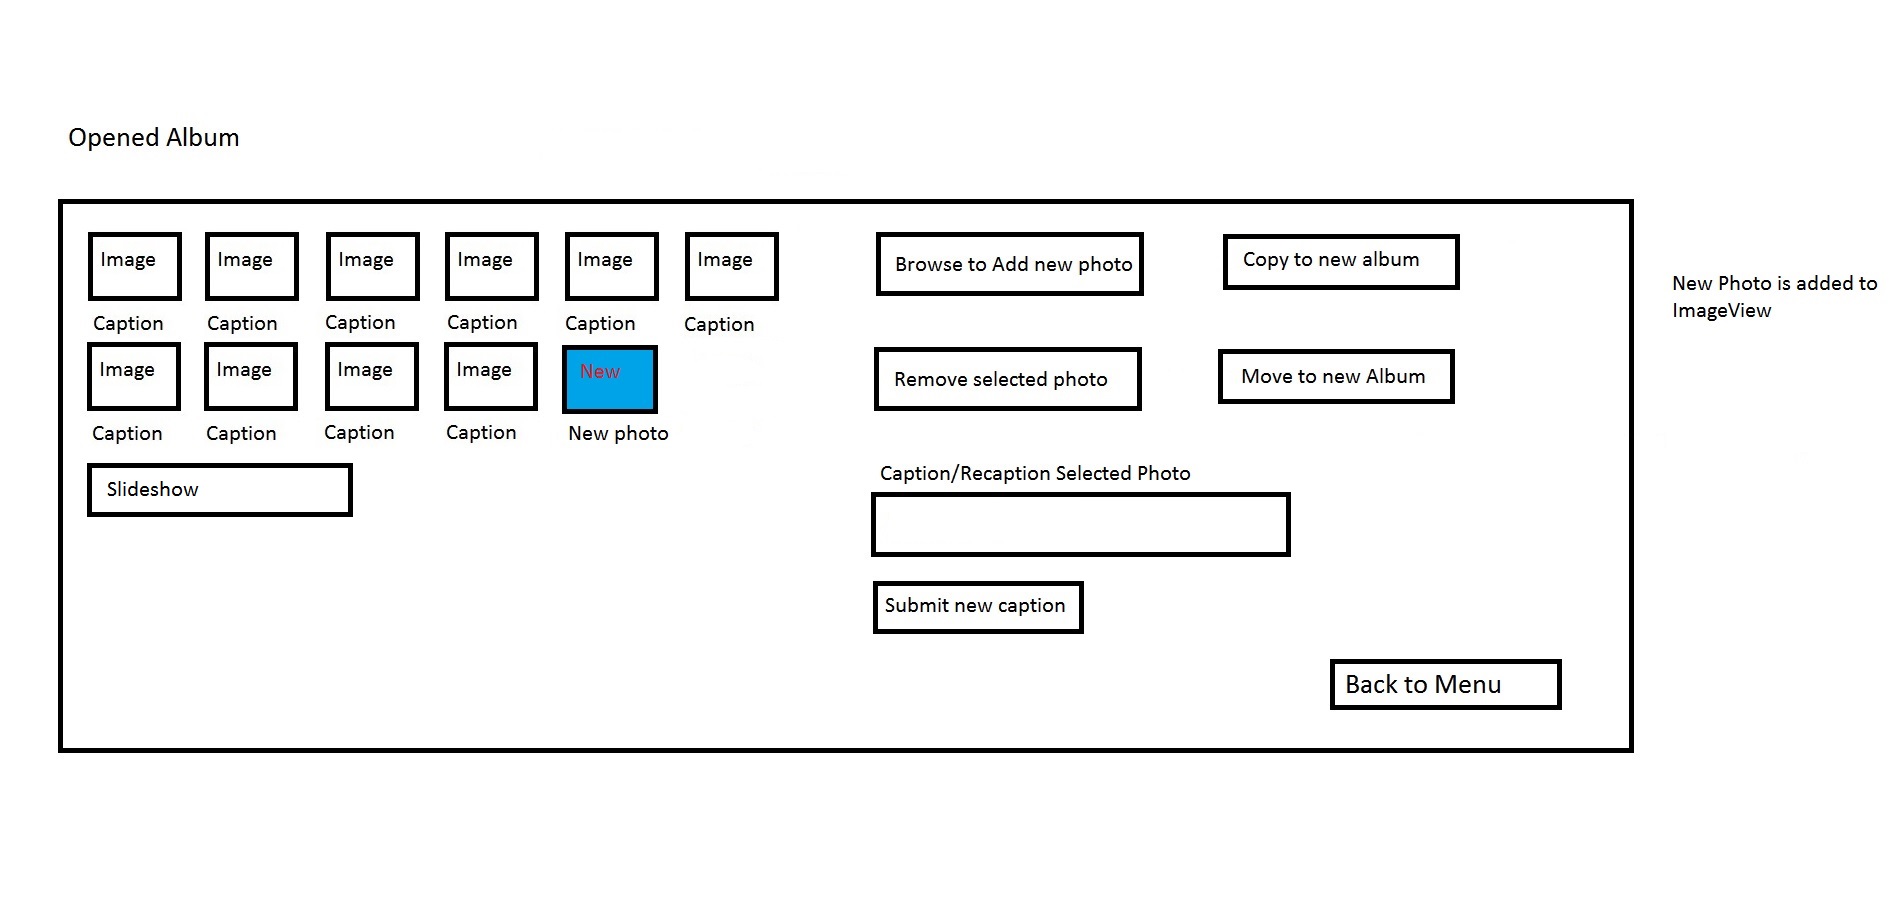 Opened Album
Image Image Image Image Image Image
Caption Caption Caption Caption Caption Caption
Image Image Image Image New
Caption Caption Caption Caption New photo
Slideshow
Browse to Add new photo
Copy to new album
Remove selected photo
Move to new Album
Caption/Recaption Selected Photo
Submit new caption
Back to Menu
New Photo is added to
ImageView